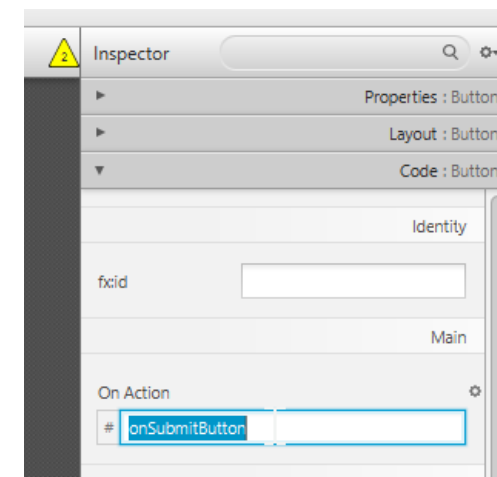 2
Inspector
Properties : Button
Layout : Button
Code : Button
Identity
fx:id
Main
On Action
# onSubmitButton